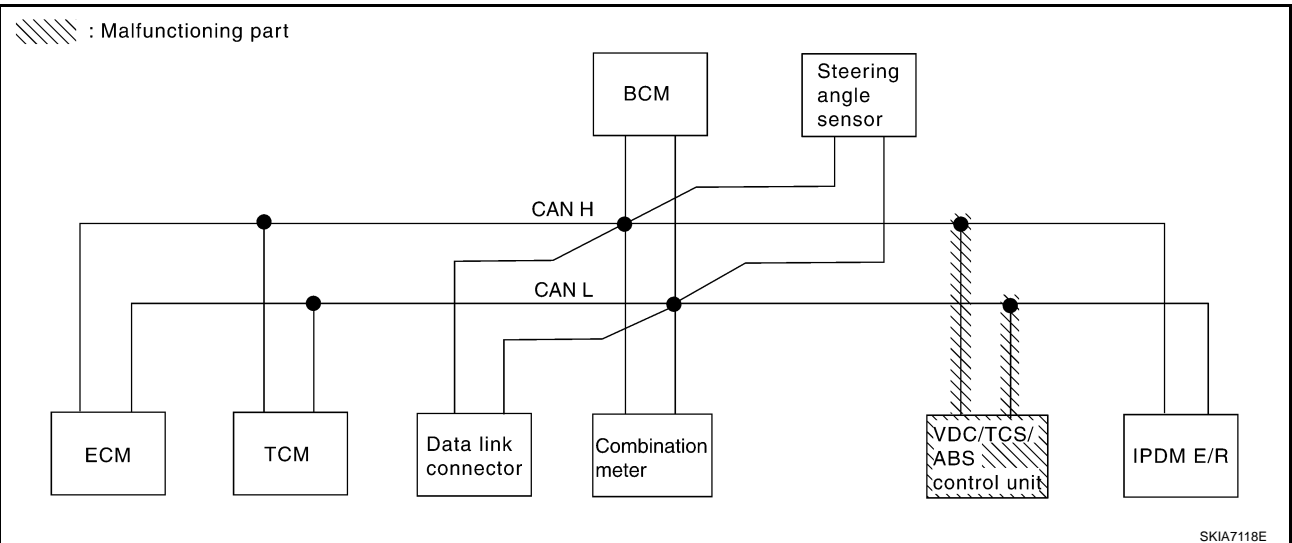 : Malfunctioning part
BCM
Steering
angle
sensor
CAN H
CAN L
ECM
TCM
Data link
connector
Combination
meter
VDC/TCS/
ABS
control unit
IPDM E/R
SKIA7118E